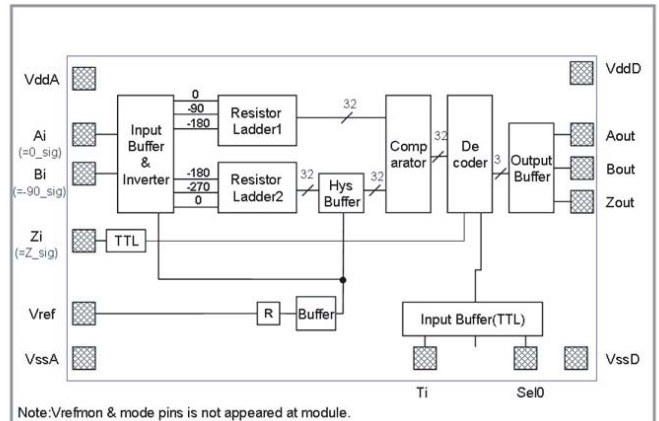 VddA
VddD
0
-90
-180
Input
Buffer
&
Inverter
Resistor
Ladder1
32
Comp
arator
32
De
coder
3
Output
Buffer
Ai
(=0_sig)
Bi
(=-90_sig)
Aout
Bout
Zout
-180
-270
0
Resistor
Ladder2
32
Hys
Buffer
32
Zi
(=Z_sig)
TTL
Vref
R
Buffer
Input Buffer(TTL)
VssA
VssD
Ti
Sel0
Note:Vrefmon & mode pins is not appeared at module.